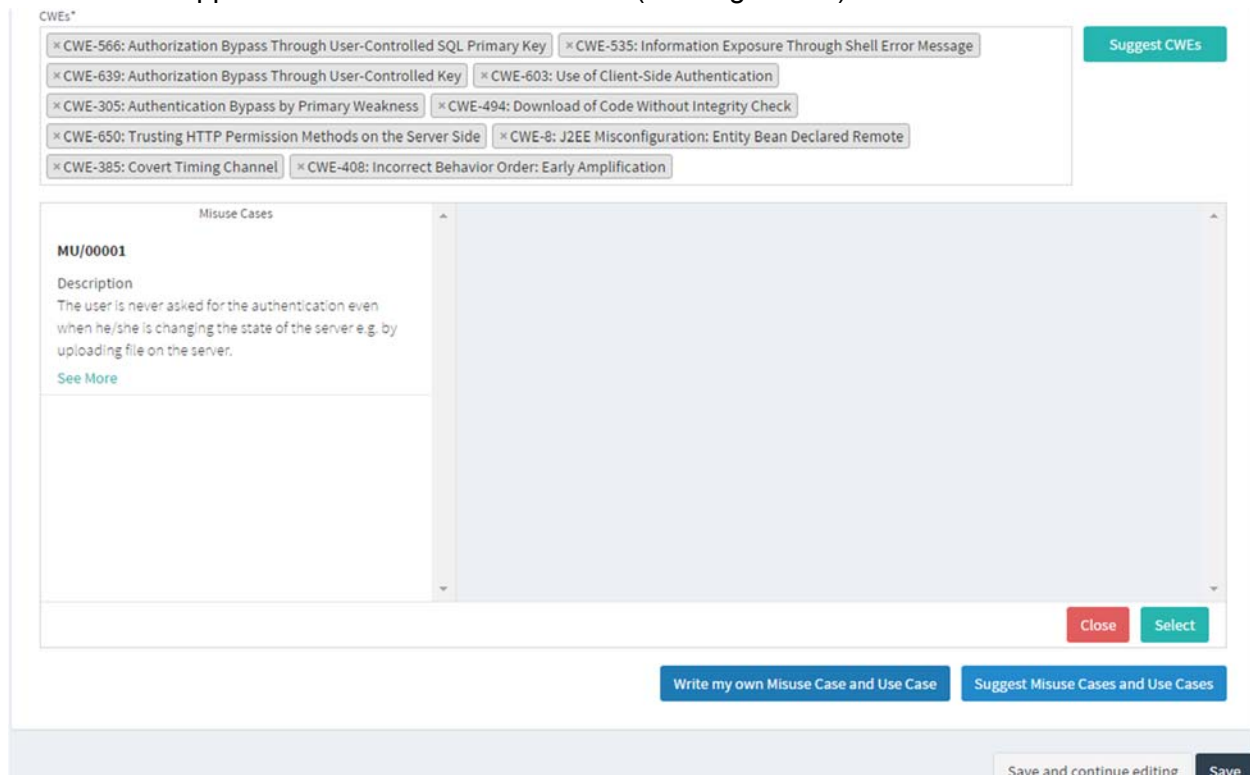 CWEs*
× CWE-566: Authorization Bypass Through User-Controlled SQL Primary Key × CWE-535: Information Exposure Through Shell Error Message
Suggest CWEs
× CWE-639: Authorization Bypass Through User-Controlled Key × CWE-603: Use of Client-Side Authentication
× CWE-305: Authentication Bypass by Primary Weakness × CWE-494: Download of Code Without Integrity Check
× CWE-650: Trusting HTTP Permission Methods on the Server Side × CWE-8: J2EE Misconfiguration: Entity Bean Declared Remote
× CWE-385: Covert Timing Channel × CWE-408: Incorrect Behavior Order: Early Amplification
Misuse Cases
MU/00001
Description
The user is never asked for the authentication even
when he/she is changing the state of the server e.g. by
uploading file on the server.
See More
Close Select
Write my own Misuse Case and Use Case Suggest Misuse Cases and Use Cases
Save and continue editing Save